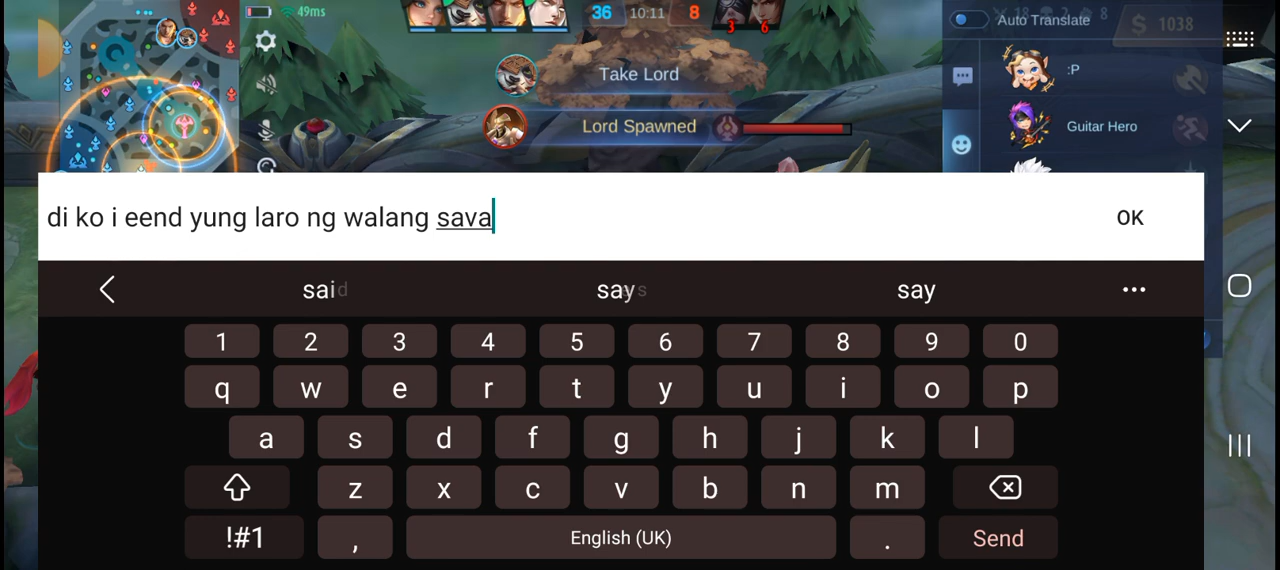 49ms
36 10:11 8
3 6
Auto Translate
$ 1038
Take Lord
:P
Lord Spawned
Guitar Hero
di ko i eend yung laro ng walang sava
OK
said
say
say
1 2 3 4 5 6 7 8 9 0
q w e r t y u i o p
a s d f g h j k l
z x c v b n m
!#1 , English (UK) . Send